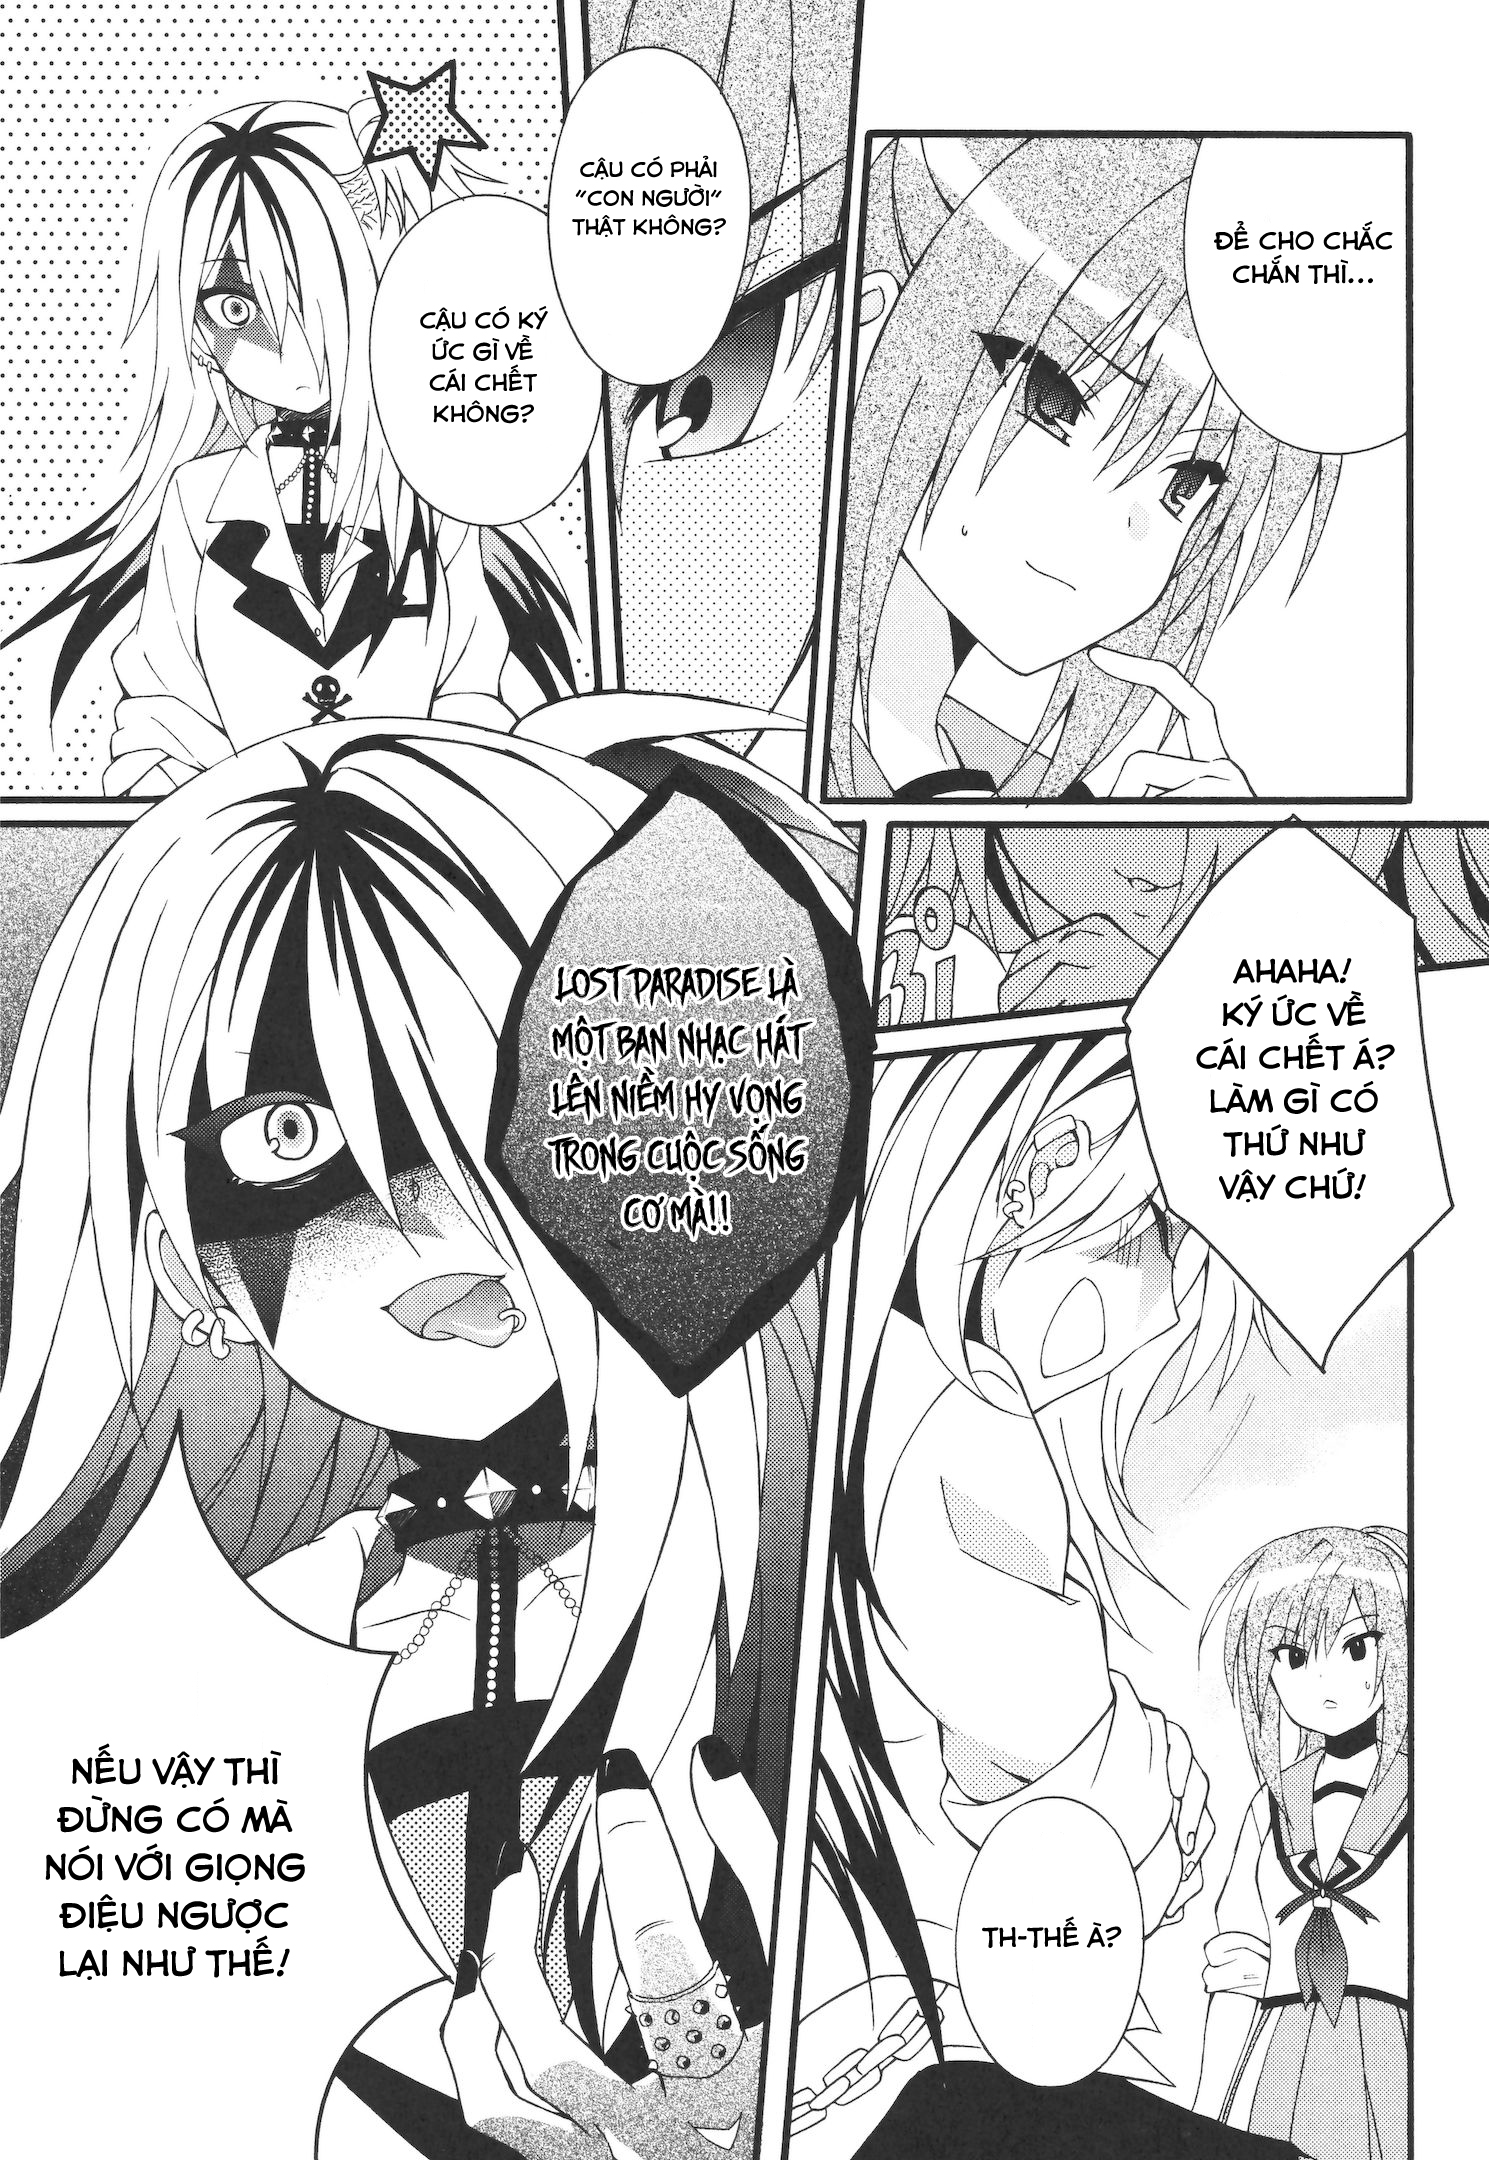 ĐỂ CHO CHẮC
CHẮN THÌ...
CẬU CÓ PHẢI
“CON NGƯỜI”
THẬT KHÔNG?
CẬU CÓ KÝ
ỨC GÌ VỀ
CÁI CHẾT
KHÔNG?
AHAHA!
KÝ ỨC VỀ
CÁI CHẾT Á?
LÀM GÌ CÓ
THỨ NHƯ
VẬY CHỨ!
TH-THẾ À?
LOST PARADISE LÀ
MỘT BAN NHẠC HÁT
LÊN NIỀM HY VỌNG
TRONG CUỘC SỐNG
CƠ MÀ!!
NẾU VẬY THÌ
ĐỪNG CÓ MÀ
NÓI VỚI GIỌNG
ĐIỆU NGƯỢC
LẠI NHƯ THẾ!